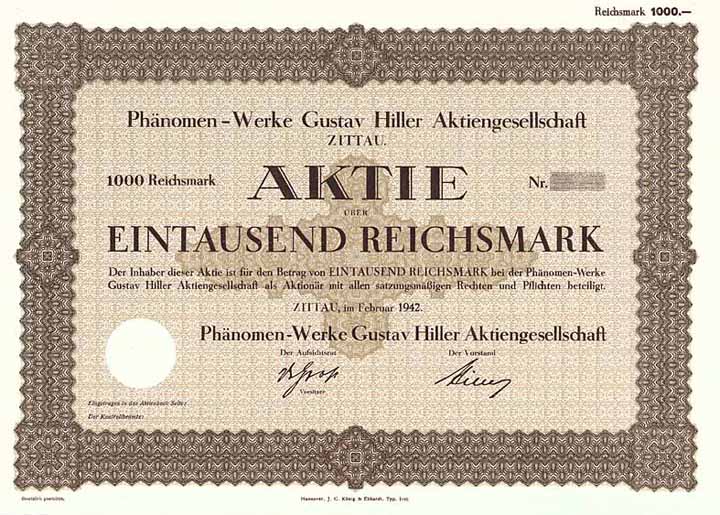 Reichsmark 1000.—
Phänomen-Werke Gustav Hiller Aktiengesellschaft
ZITTAU.
1000 Reichsmark AKTIE Nr.
ÜBER
EINTAUSEND REICHSMARK
Der Inhaber dieser Aktie ist für den Betrag von EINTAUSEND REICHSMARK bei der Phänomen-Werke
Gustav Hiller Aktiengesellschaft als Aktionär mit allen satzungsmäßigen Rechten und Pflichten beteiligt.
ZITTAU, im Februar 1942.
Phänomen-Werke Gustav Hiller Aktiengesellschaft
Der Aufsichtsrat Der Vorstand
Vorsitzer
Eingetragen in das Aktienbuch Seite:
Der Kontrollbeamte:
Hannover, J. C. König & Ebhardt, Typ. Inst.